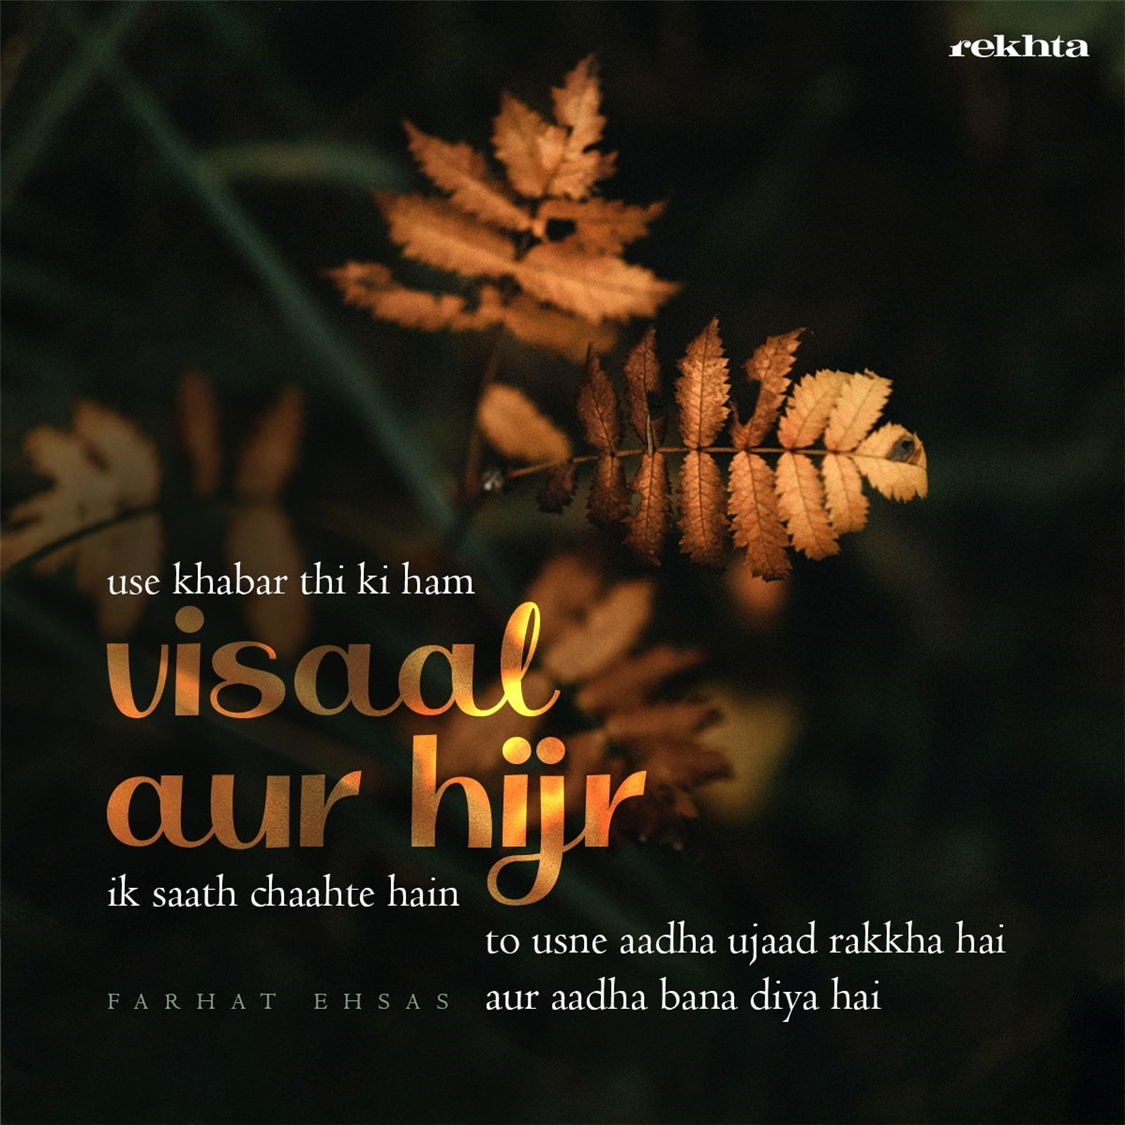 rekhta
use khabar thi ki ham
visaal
aur hijr
ik saath chaahte hain
to usne aadha ujaad rakkha hai
aur aadha bana diya hai
FARHAT EHSAS